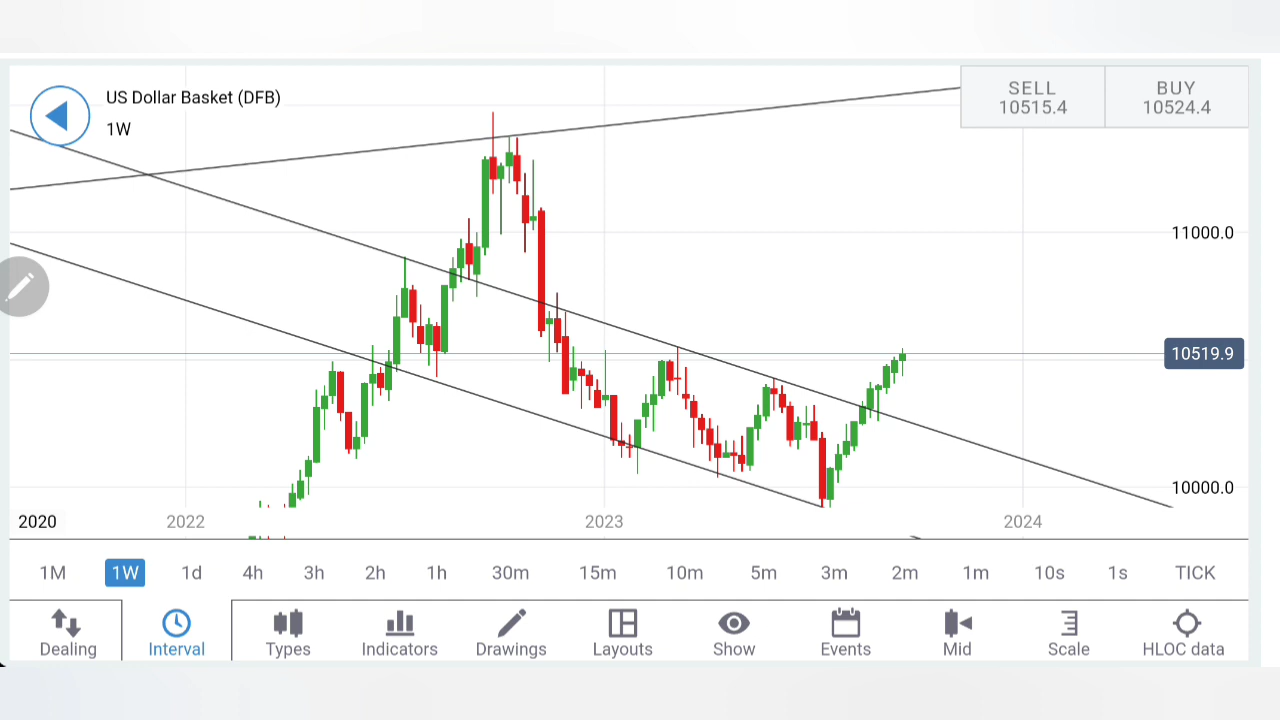 US Dollar Basket (DFB)
1W
SELL
10515.4
BUY
10524.4
11000.0
10519.9
10000.0
2020
2022
2023
2024
1M 1W 1d 4h 3h 2h 1h 30m 15m 10m 5m 3m 2m 1m 10s 1s TICK
Dealing Interval Types Indicators Drawings Layouts Show Events Mid Scale HLOC data